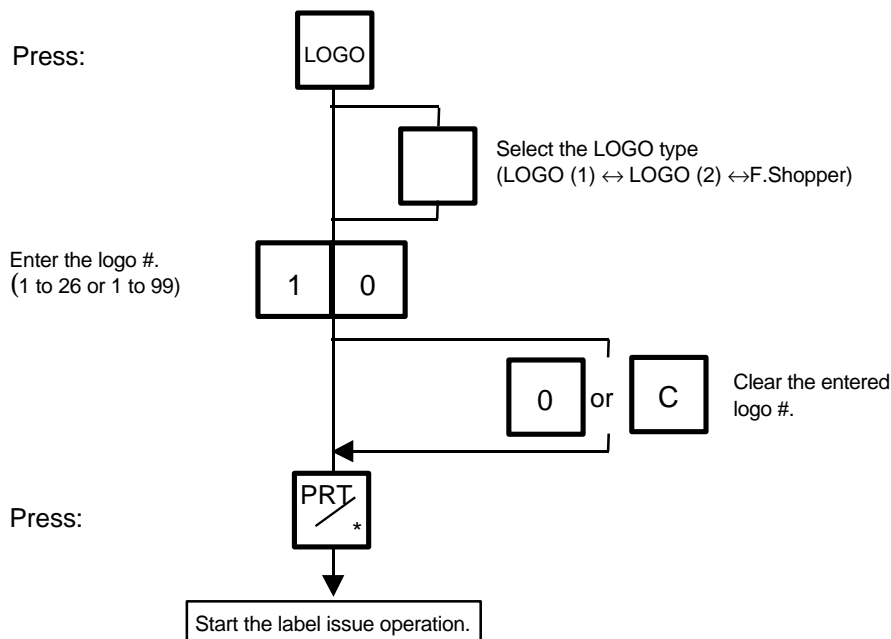 Press:
LOGO
Select the LOGO type
(LOGO (1) ↔ LOGO (2) ↔F.Shopper)
Enter the logo #.
(1 to 26 or 1 to 99)
1 0
0 or C
Clear the entered
logo #.
Press:
PRT
*
Start the label issue operation.